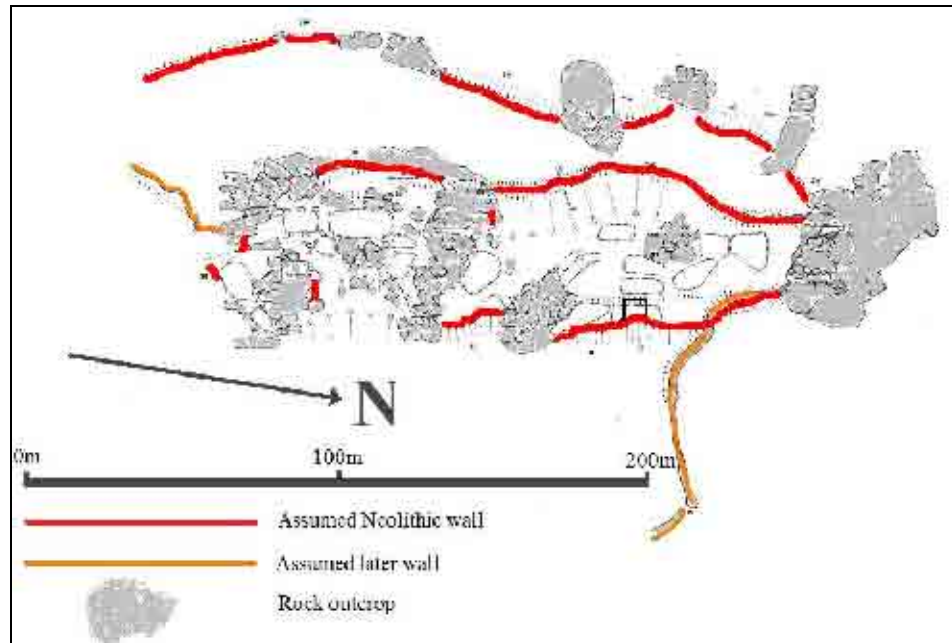 N
0m 100m 200m
Assumed Neolithic wall
Assumed later wall
Rock outcrop